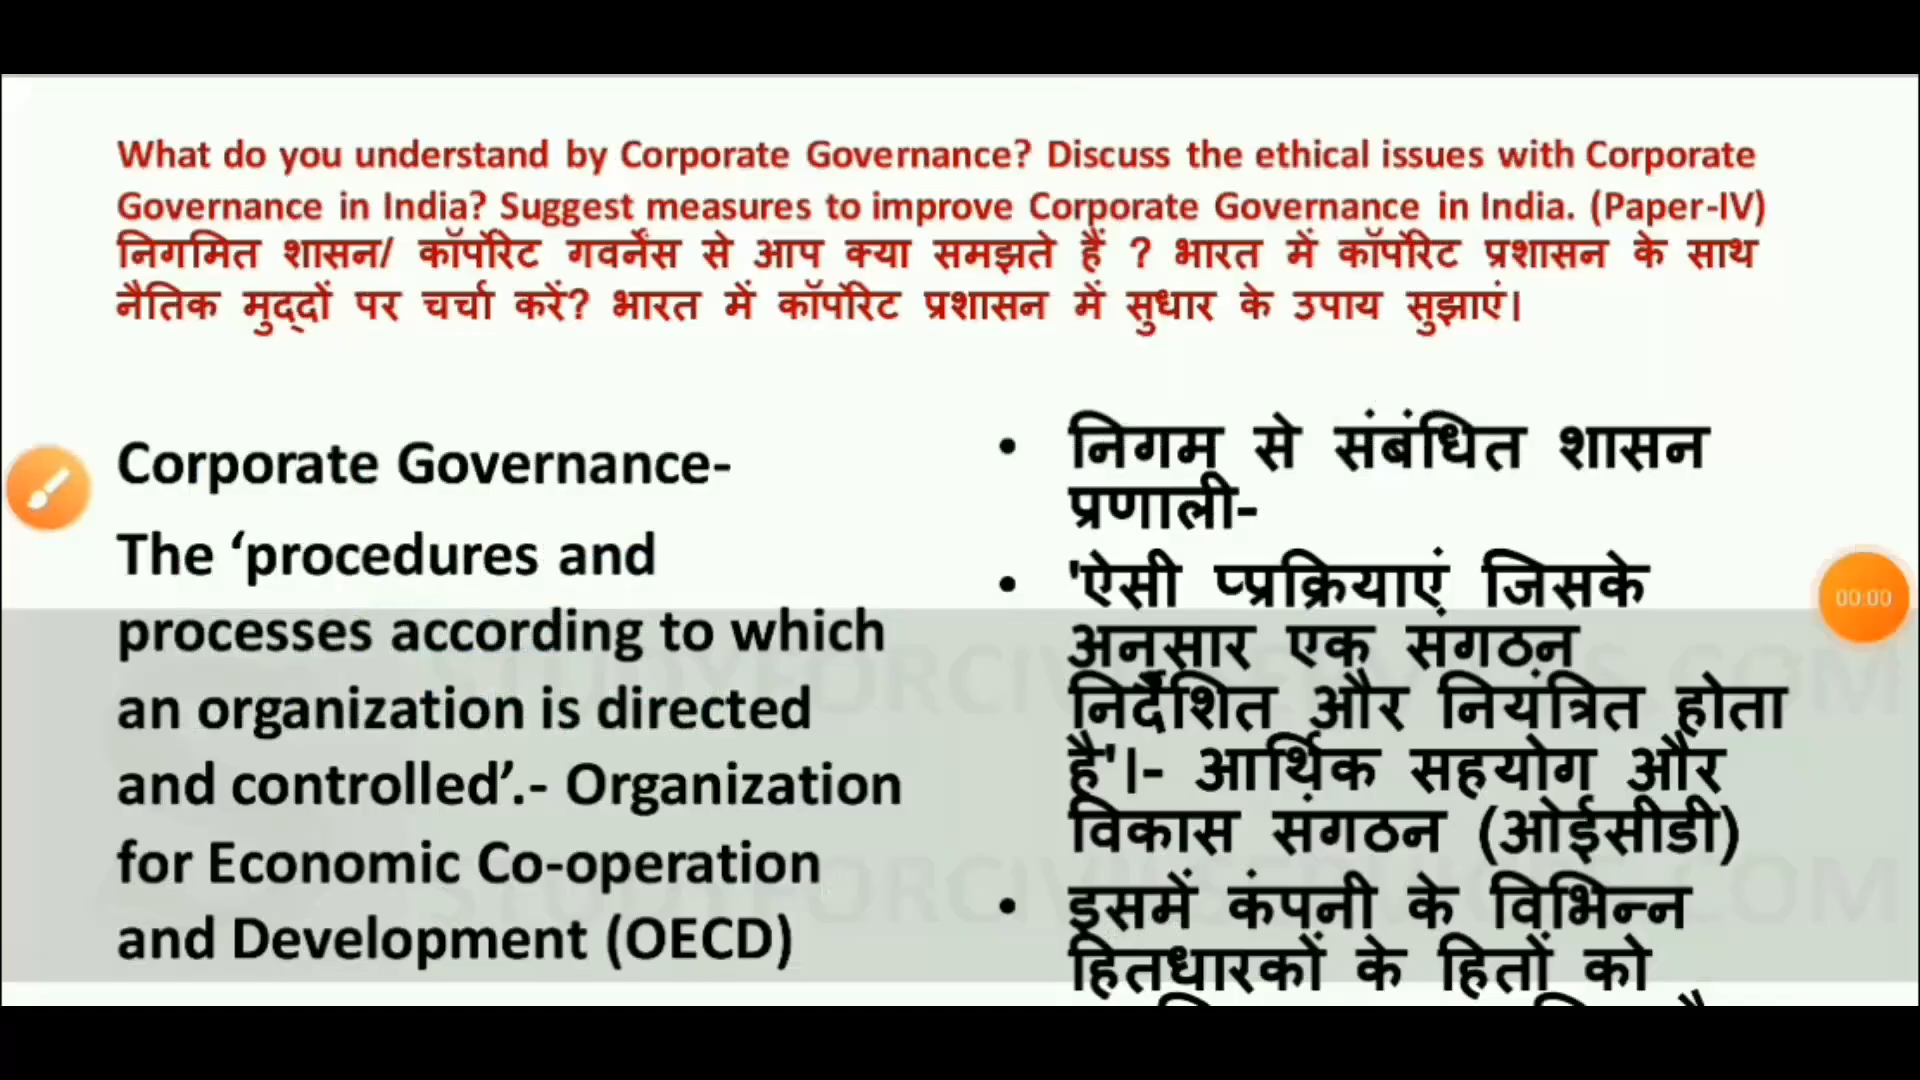 What do you understand by Corporate Governance? Discuss the ethical issues with Corporate
Governance in India? Suggest measures to improve Corporate Governance in India. (Paper-IV)
निगमित शासन/ कॉर्पोरेट गवर्नेंस से आप क्या समझते हैं ? भारत में कॉर्पोरेट प्रशासन के साथ
नैतिक मुद्दों पर चर्चा करें? भारत में कॉर्पोरेट प्रशासन में सुधार के उपाय सुझाएं।
Corporate Governance-
The ‘procedures and
processes according to which
an organization is directed
and controlled’.- Organization
for Economic Co-operation
and Development (OECD)
• निगम से संबंधित शासन
प्रणाली-
• 'ऐसी प्प्रक्रियाएं जिसके
अनुसार एक संगठन
निर्देशित और नियंत्रित होता
है'।- आर्थिक सहयोग और
विकास संगठन (ओईसीडी)
• इसमें कंपनी के विभिन्न
हितधारकों के हितों को
00:00
STUDYFORCIVILSERVICES.COM
STUDYFORCIVILSERVICES.COM